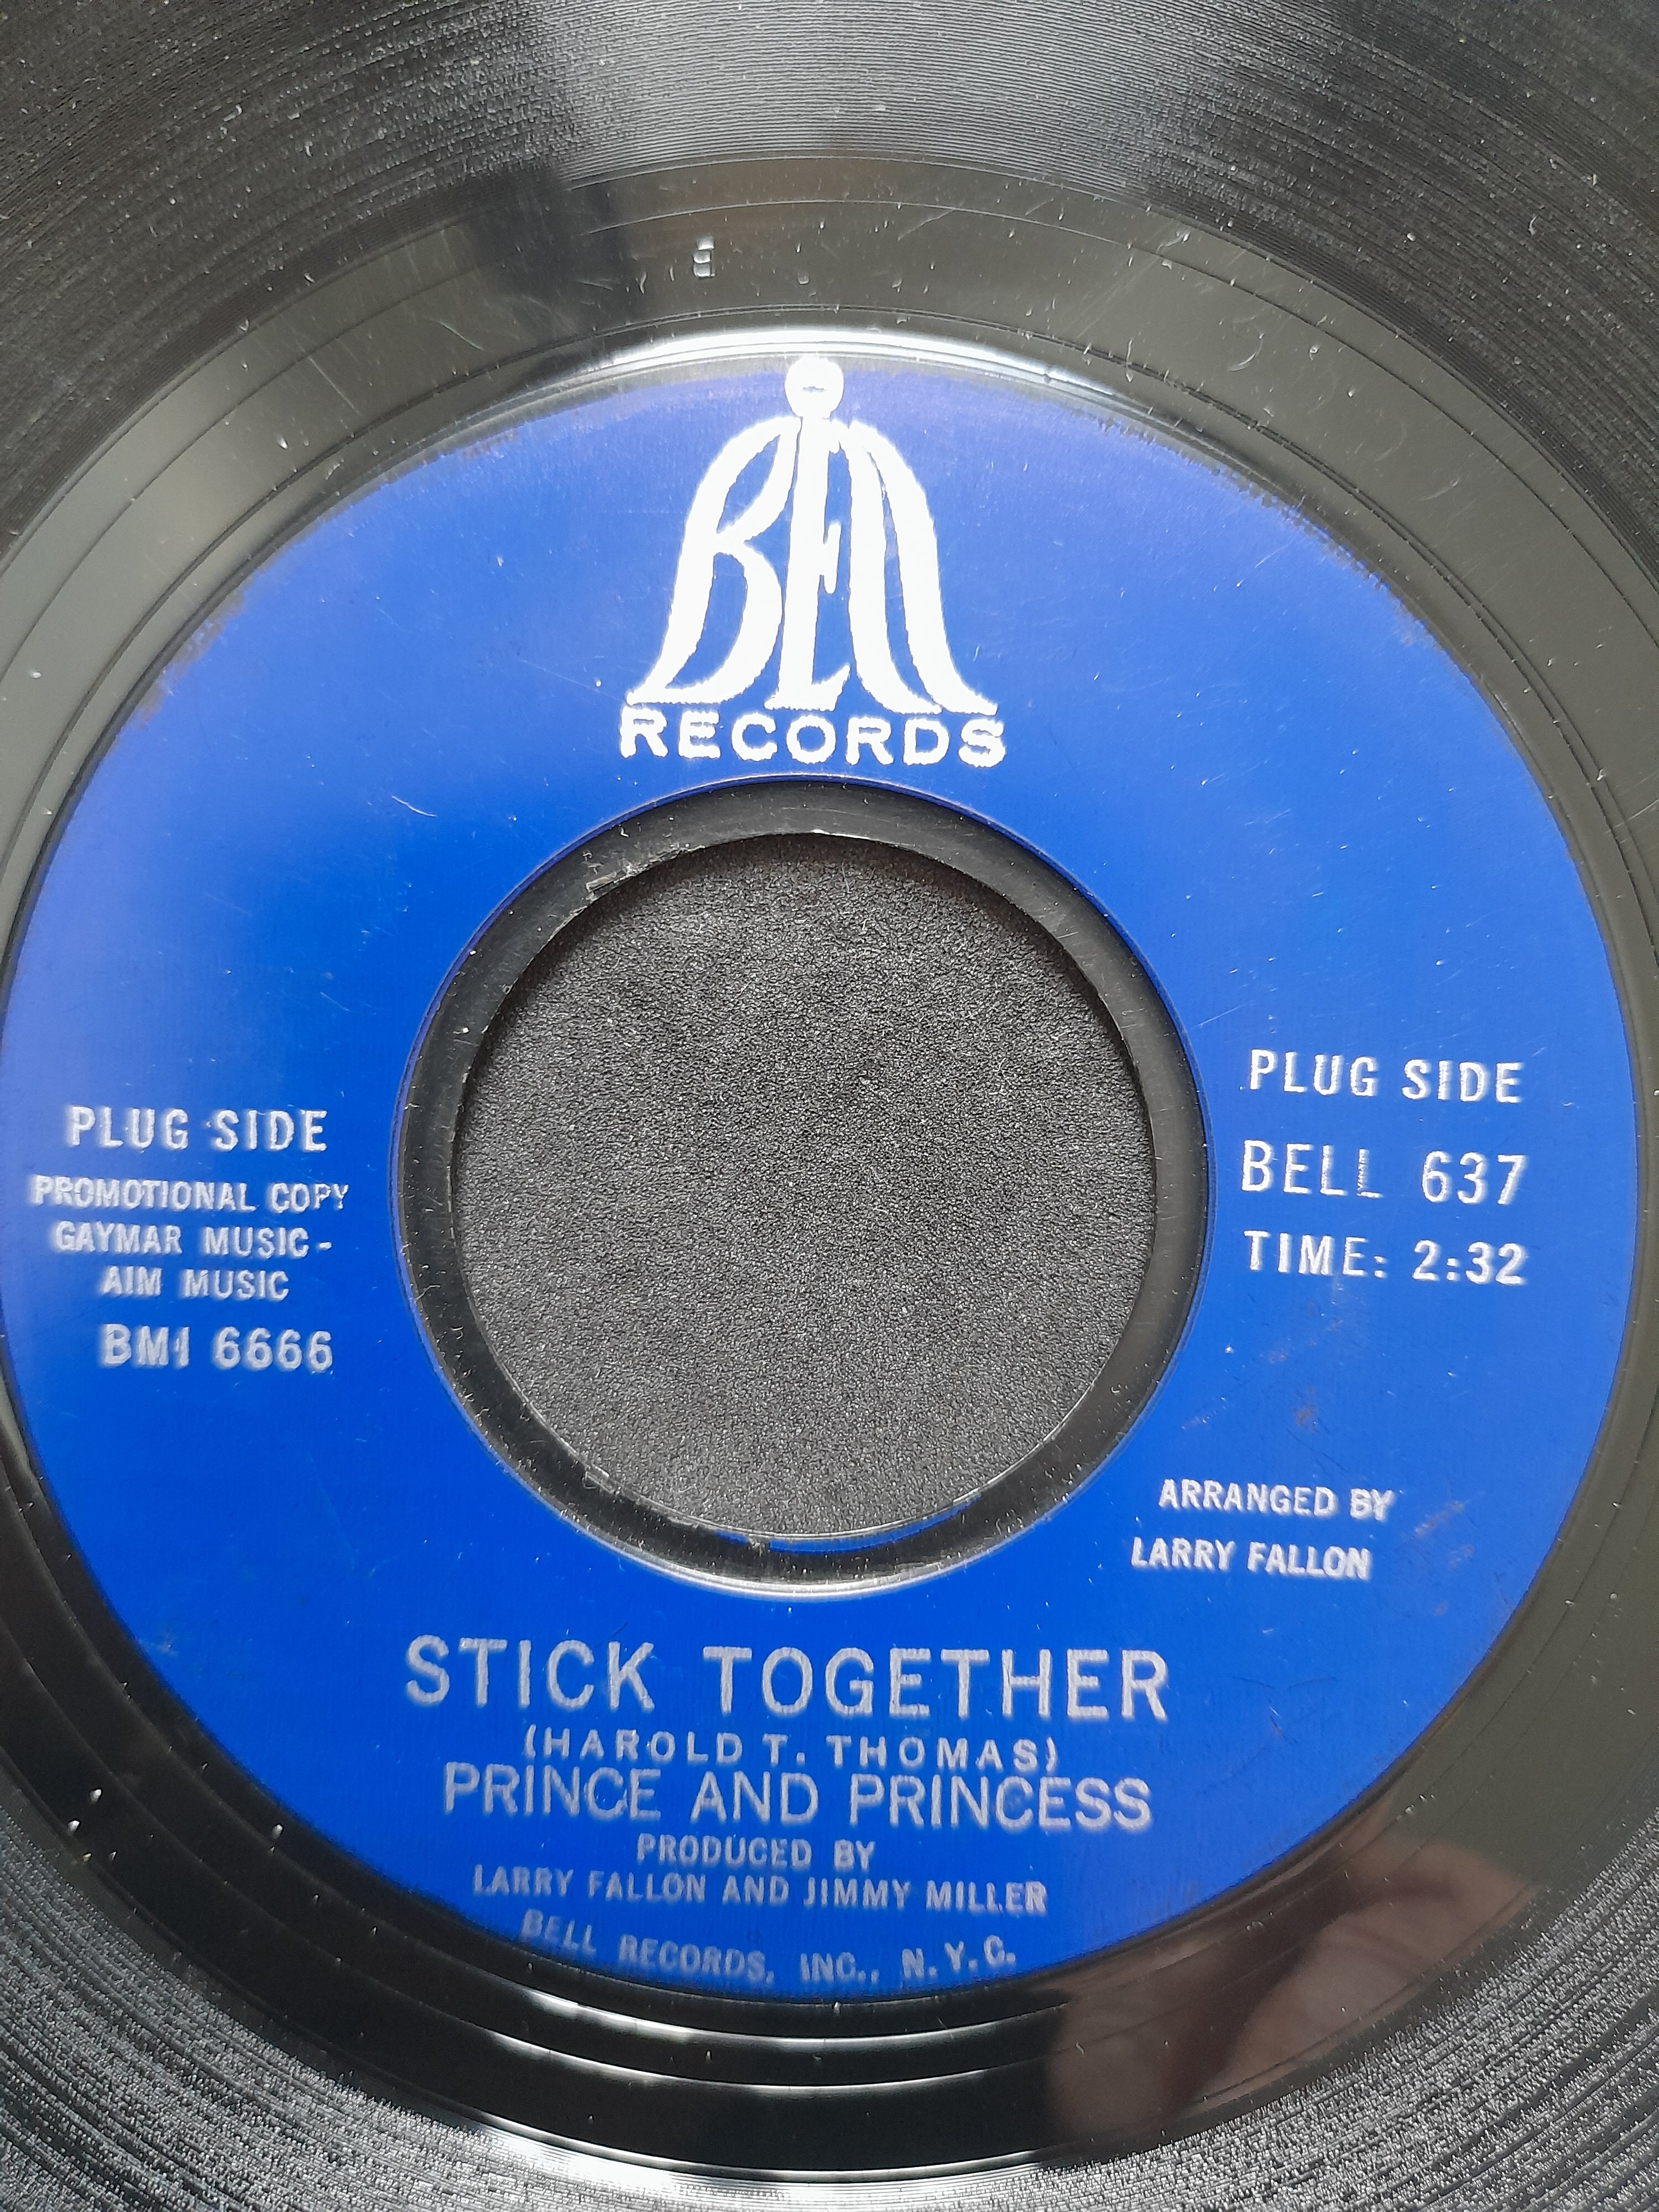 BELL
RECORDS
PLUG SIDE
PROMOTIONAL COPY
GAYMAR MUSIC-
AIM MUSIC
BMI 6666
PLUG SIDE
BELL 637
TIME: 2:32
ARRANGED BY
LARRY FALLON
STICK TOGETHER
(HAROLD T. THOMAS)
PRINCE AND PRINCESS
PRODUCED BY
LARRY FALLON AND JIMMY MILLER
BELL RECORDS, INC., N.Y.C.